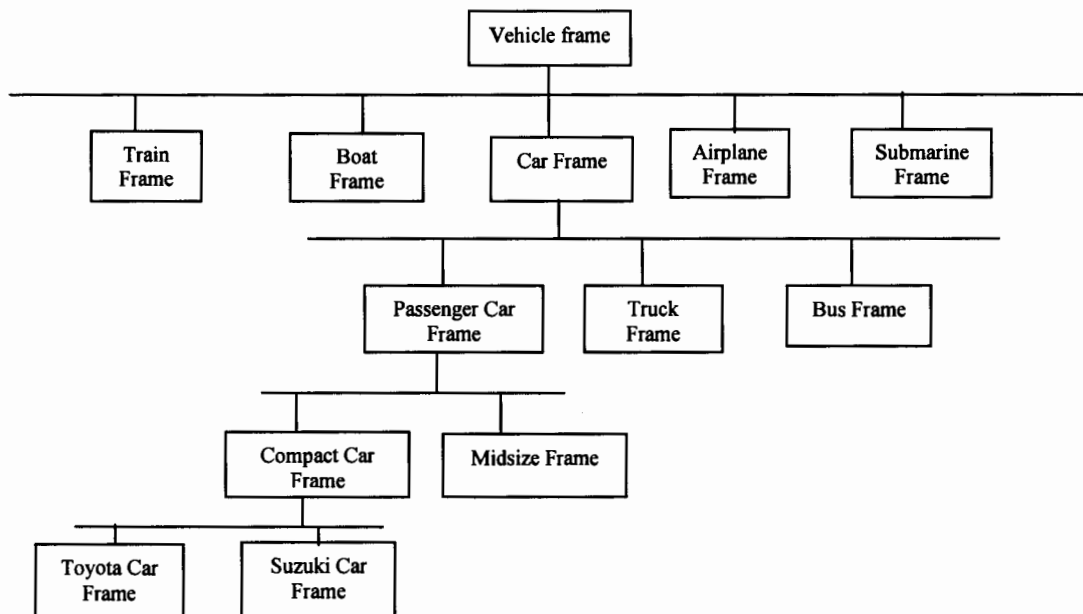 Vehicle frame
Train
Frame
Boat
Frame
Car Frame
Airplane
Frame
Submarine
Frame
Passenger Car
Frame
Truck
Frame
Bus Frame
Compact Car
Frame
Midsize Frame
Toyota Car
Frame
Suzuki Car
Frame